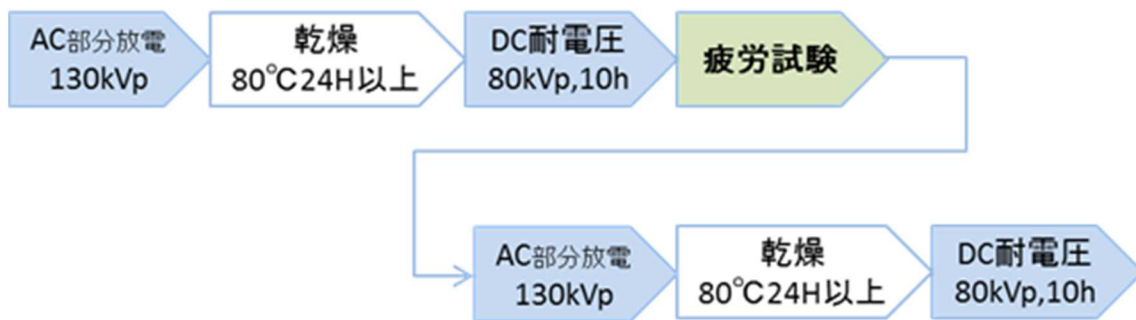 AC部分放電
130kVp
乾燥
80℃24H以上
DC耐電圧
80kVp,10h
疲労試験
AC部分放電
130kVp
乾燥
80℃24H以上
DC耐電圧
80kVp,10h